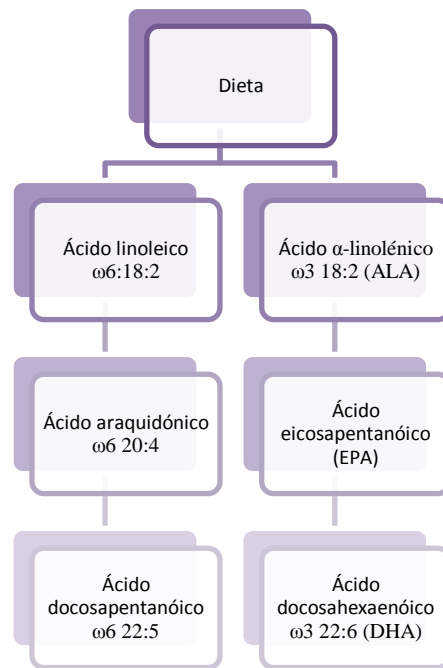 Dieta
Ácido linoleico
ω6:18:2
Ácido α-linolénico
ω3 18:2 (ALA)
Ácido araquidónico
ω6 20:4
Ácido
eicosapentanóico
(EPA)
Ácido
docosapentanóico
ω6 22:5
Ácido
docosahexaenóico
ω3 22:6 (DHA)